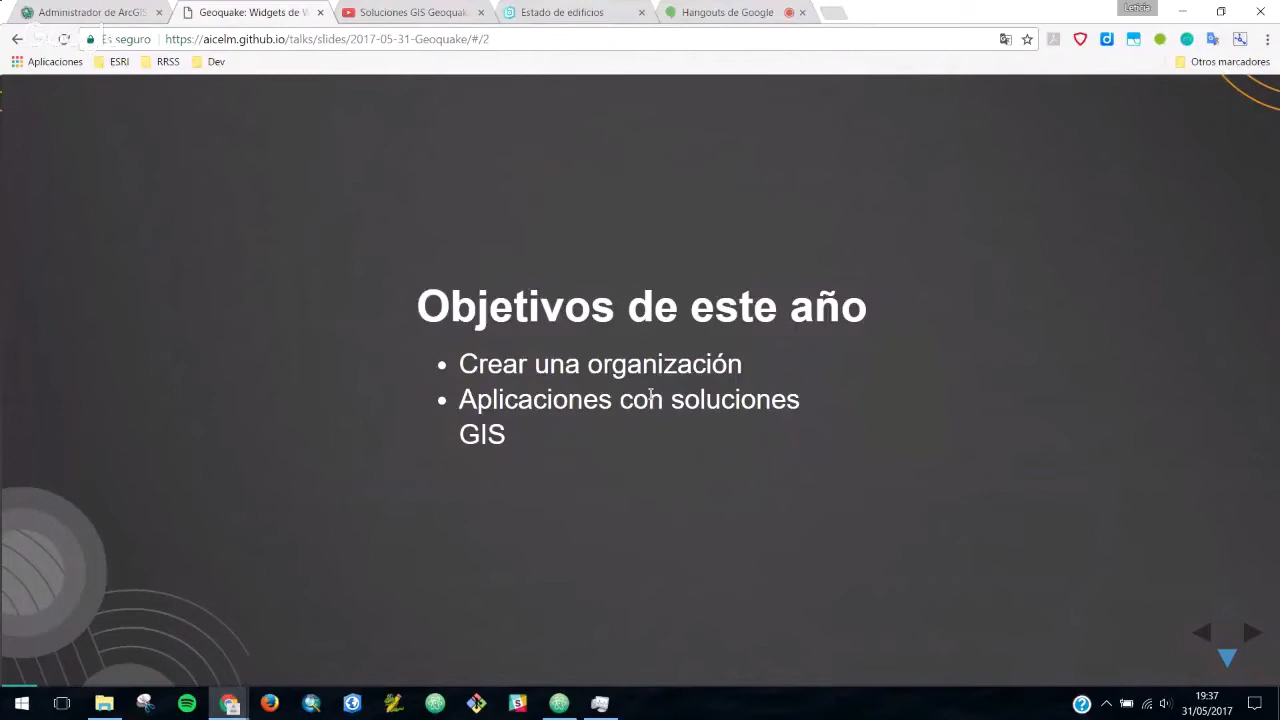 Administrador de ArcGIS
Geoquake: Widgets de W
Soluciones GIS Geoquak
Estado de edificios
Hangouts de Google
Leticia
Es seguro
https://aicelm.github.io/talks/slides/2017-05-31-Geoquake/#/2
Aplicaciones
ESRI
RRSS
Dev
Otros marcadores
Objetivos de este año
Crear una organización
Aplicaciones con soluciones
GIS
19:37
31/05/2017